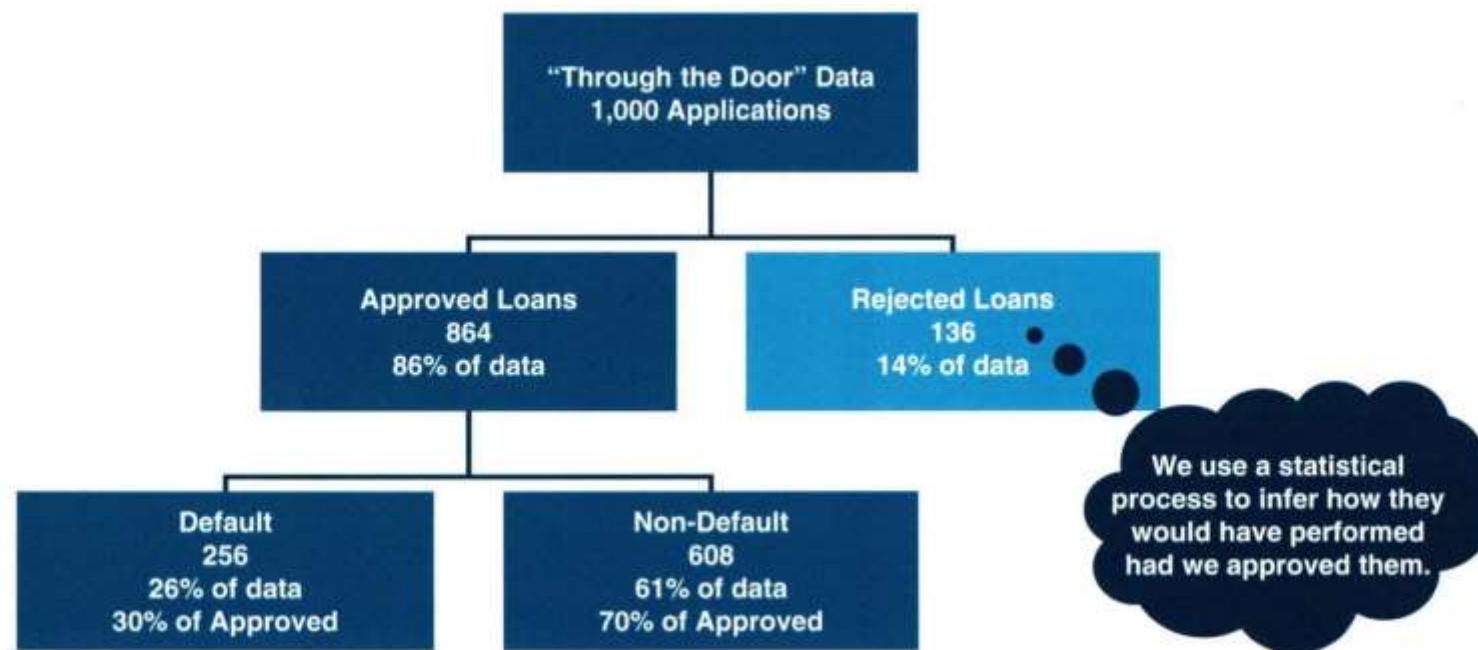 “Through the Door” Data
1,000 Applications
Approved Loans
864
86% of data
Rejected Loans
136
14% of data
Default
256
26% of data
30% of Approved
Non-Default
608
61% of data
70% of Approved
We use a statistical
process to infer how they
would have performed
had we approved them.